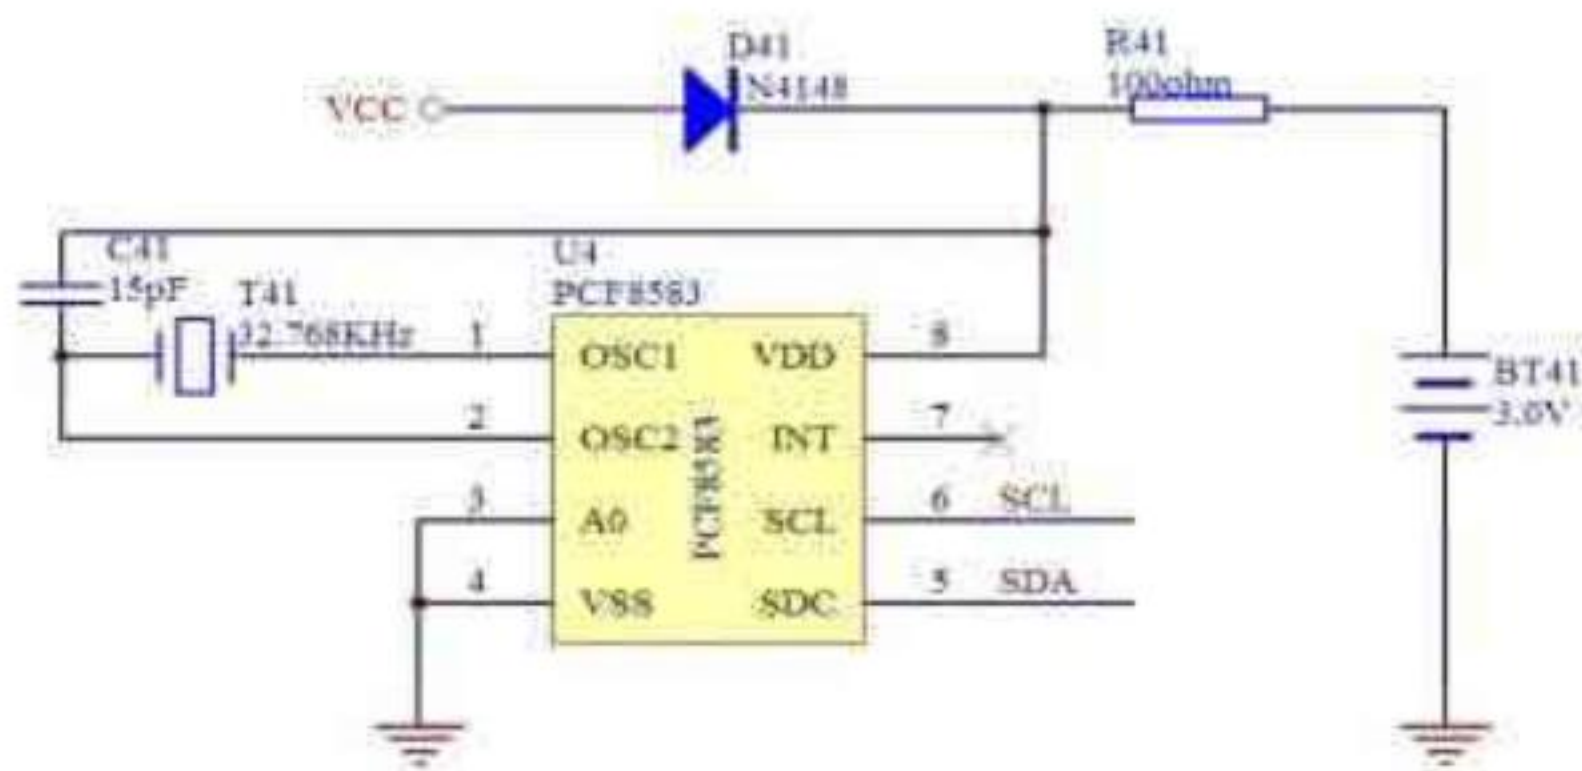 D41
N4148
R41
100ohm
VCC
C41
15pF
T41
32.768KHz
U4
PCF8583
1
OSC1
VDD
8
2
OSC2
INT
7
3
A0
SCL
6
SCL
4
VSS
SDC
5
SDA
PCF8583
BT41
3.0V